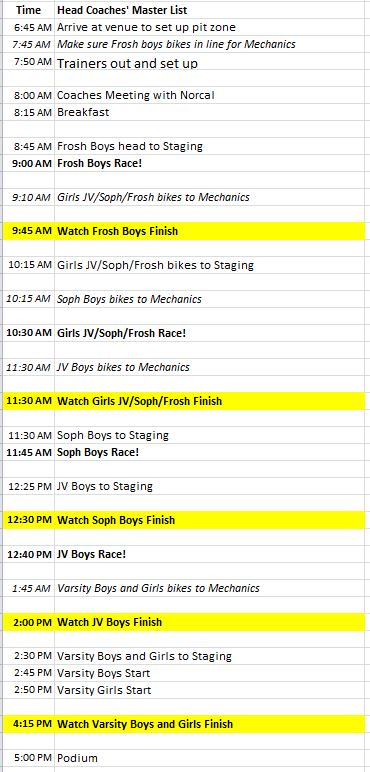 Time Head Coaches' Master List
6:45 AM Arrive at venue to set up pit zone
7:45 AM Make sure Frosh boys bikes in line for Mechanics
7:50 AM Trainers out and set up
8:00 AM Coaches Meeting with Norcal
8:15 AM Breakfast
8:45 AM Frosh Boys head to Staging
9:00 AM Frosh Boys Race!
9:10 AM Girls JV/Soph/Frosh bikes to Mechanics
9:45 AM Watch Frosh Boys Finish
10:15 AM Girls JV/Soph/Frosh bikes to Staging
10:15 AM Soph Boys bikes to Mechanics
10:30 AM Girls JV/Soph/Frosh Race!
11:30 AM JV Boys bikes to Mechanics
11:30 AM Watch Girls JV/Soph/Frosh Finish
11:30 AM Soph Boys to Staging
11:45 AM Soph Boys Race!
12:25 PM JV Boys to Staging
12:30 PM Watch Soph Boys Finish
12:40 PM JV Boys Race!
1:45 AM Varsity Boys and Girls bikes to Mechanics
2:00 PM Watch JV Boys Finish
2:30 PM Varsity Boys and Girls to Staging
2:45 PM Varsity Boys Start
2:50 PM Varsity Girls Start
4:15 PM Watch Varsity Boys and Girls Finish
5:00 PM Podium